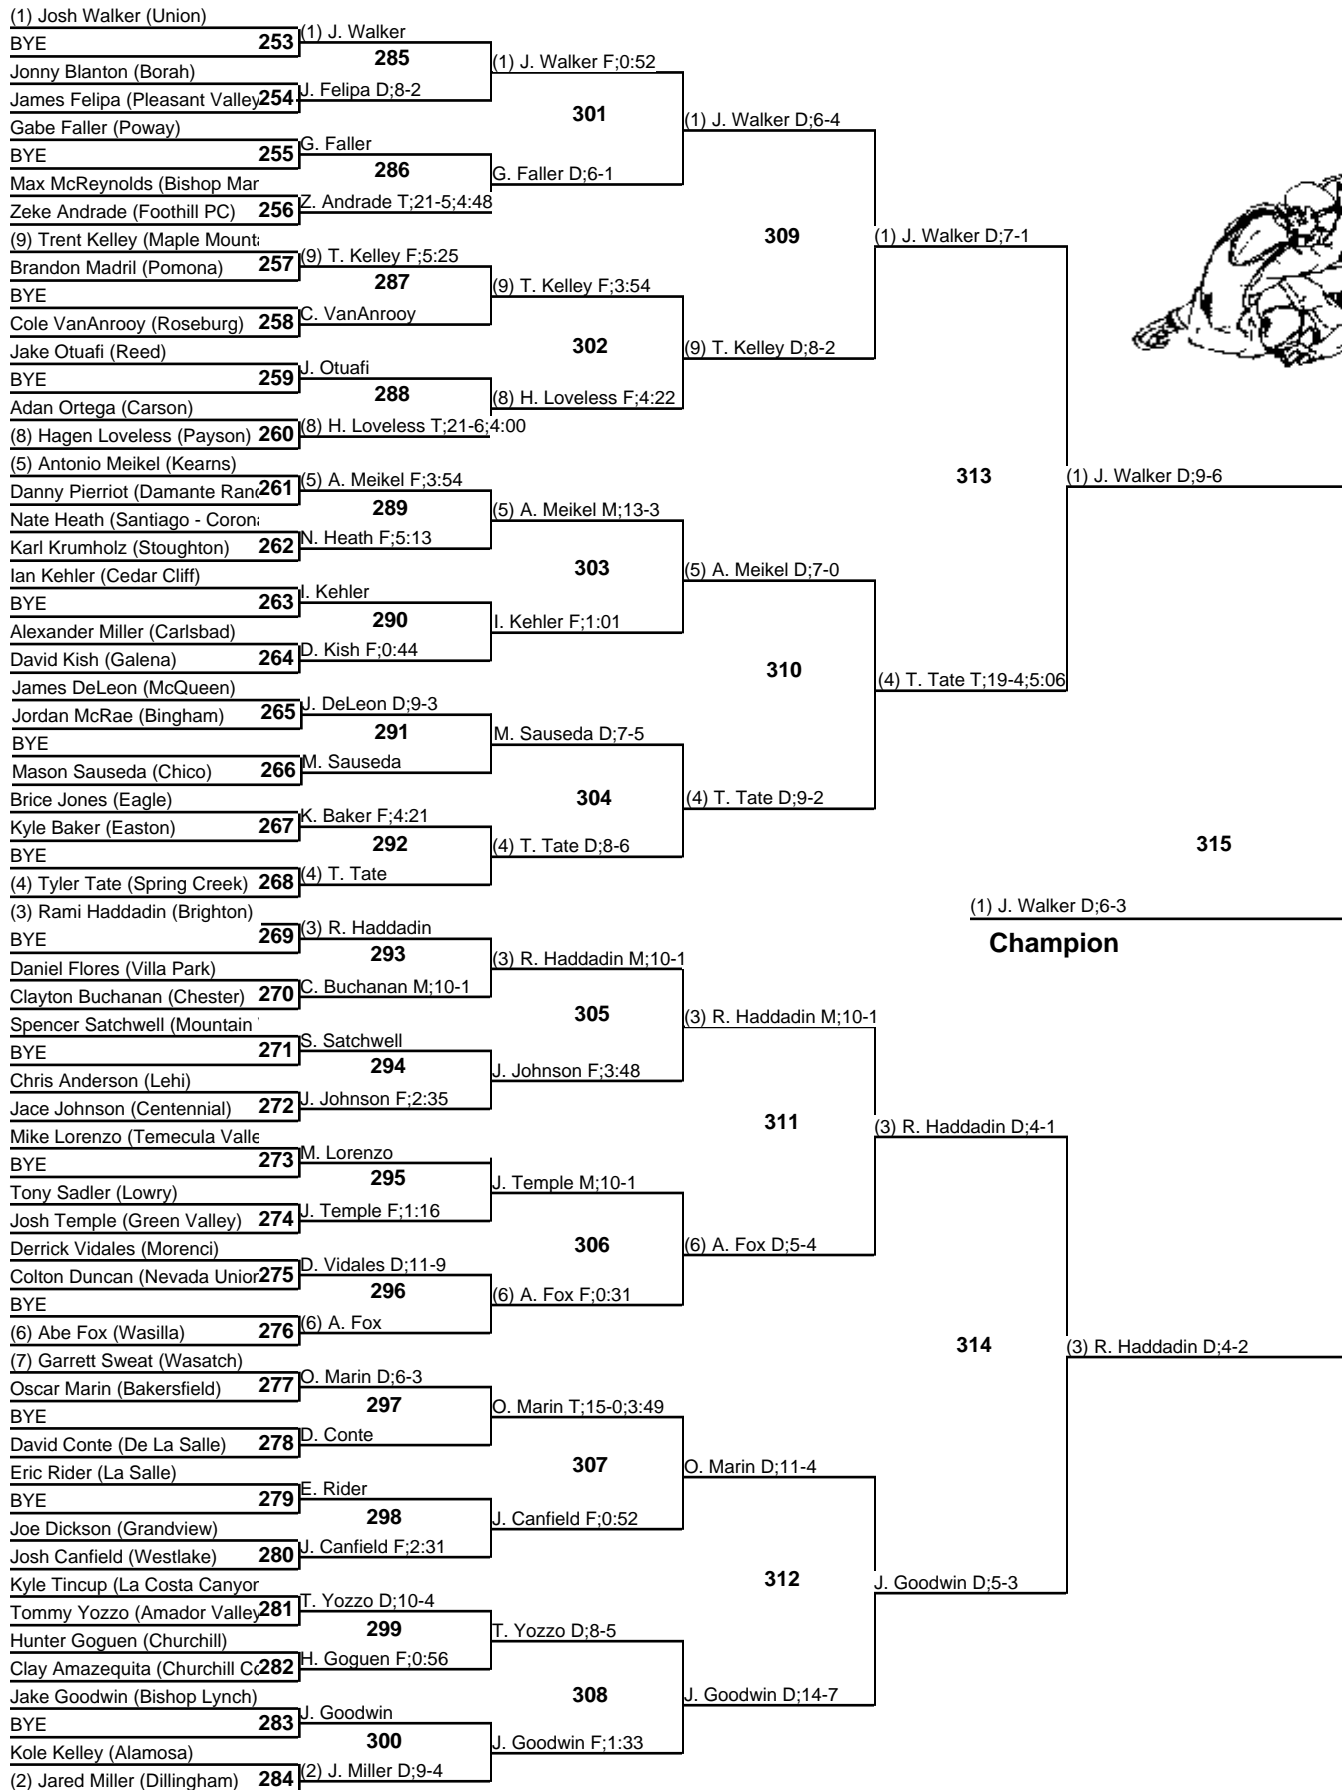 (1) Josh Walker (Union)
BYE
253
(1) J. Walker
285
Jonny Blanton (Borah)
James Felipa (Pleasant Valley
254
J. Felipa D;8-2
(1) J. Walker F;0:52
301
Gabe Faller (Poway)
BYE
255
G. Faller
286
Max McReynolds (Bishop Mar
Zeke Andrade (Foothill PC)
256
Z. Andrade T;21-5;4:48
G. Faller D;6-1
(1) J. Walker D;6-4
309
(9) Trent Kelley (Maple Mounta
Brandon Madril (Pomona)
257
(9) T. Kelley F;5:25
287
BYE
Cole VanAnrooy (Roseburg)
258
C. VanAnrooy
(9) T. Kelley F;3:54
302
Jake Otuafi (Reed)
BYE
259
J. Otuafi
288
Adan Ortega (Carson)
(8) Hagen Loveless (Payson)
260
(8) H. Loveless T;21-6;4:00
(8) H. Loveless F;4:22
(9) T. Kelley D;8-2
(1) J. Walker D;7-1
313
(5) Antonio Meikel (Kearns)
Danny Pierriot (Damante Ranc
261
(5) A. Meikel F;3:54
289
Nate Heath (Santiago - Corona
Karl Krumholz (Stoughton)
262
N. Heath F;5:13
(5) A. Meikel M;13-3
303
Ian Kehler (Cedar Cliff)
BYE
263
I. Kehler
290
Alexander Miller (Carlsbad)
David Kish (Galena)
264
D. Kish F;0:44
I. Kehler F;1:01
(5) A. Meikel D;7-0
310
James DeLeon (McQueen)
Jordan McRae (Bingham)
265
J. DeLeon D;9-3
291
BYE
Mason Sauseda (Chico)
266
M. Sauseda
M. Sauseda D;7-5
304
Brice Jones (Eagle)
Kyle Baker (Easton)
267
K. Baker F;4:21
292
BYE
(4) Tyler Tate (Spring Creek)
268
(4) T. Tate
(4) T. Tate D;8-6
(4) T. Tate D;9-2
(4) T. Tate T;19-4;5:06
(1) J. Walker D;9-6
315
(1) J. Walker D;6-3
Champion
(3) Rami Haddadin (Brighton)
BYE
269
(3) R. Haddadin
293
Daniel Flores (Villa Park)
Clayton Buchanan (Chester)
270
C. Buchanan M;10-1
(3) R. Haddadin M;10-1
305
Spencer Satchwell (Mountain
BYE
271
S. Satchwell
294
Chris Anderson (Lehi)
Jace Johnson (Centennial)
272
J. Johnson F;2:35
J. Johnson F;3:48
(3) R. Haddadin M;10-1
311
Mike Lorenzo (Temecula Valle
BYE
273
M. Lorenzo
295
Tony Sadler (Lowry)
Josh Temple (Green Valley)
274
J. Temple F;1:16
J. Temple M;10-1
306
Derrick Vidales (Morenci)
Colton Duncan (Nevada Union
275
D. Vidales D;11-9
296
BYE
(6) Abe Fox (Wasilla)
276
(6) A. Fox
(6) A. Fox F;0:31
(6) A. Fox D;5-4
(3) R. Haddadin D;4-1
314
(7) Garrett Sweat (Wasatch)
Oscar Marin (Bakersfield)
277
O. Marin D;6-3
297
BYE
David Conte (De La Salle)
278
D. Conte
O. Marin T;15-0;3:49
307
Eric Rider (La Salle)
BYE
279
E. Rider
298
Joe Dickson (Grandview)
Josh Canfield (Westlake)
280
J. Canfield F;2:31
J. Canfield F;0:52
O. Marin D;11-4
312
Kyle Tincup (La Costa Canyon
Tommy Yozzo (Amador Valley
281
T. Yozzo D;10-4
299
Hunter Goguen (Churchill)
Clay Amazequita (Churchill Co
282
H. Goguen F;0:56
T. Yozzo D;8-5
308
Jake Goodwin (Bishop Lynch)
BYE
283
J. Goodwin
300
Kole Kelley (Alamosa)
(2) Jared Miller (Dillingham)
284
(2) J. Miller D;9-4
J. Goodwin F;1:33
J. Goodwin D;14-7
J. Goodwin D;5-3
(3) R. Haddadin D;4-2